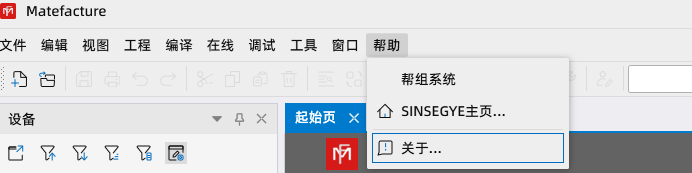 Matefacture
文件 编辑 视图 工程 编译 在线 调试 工具 窗口 帮助
帮组系统
SINSEGYE主页...
关于...
设备
起始页